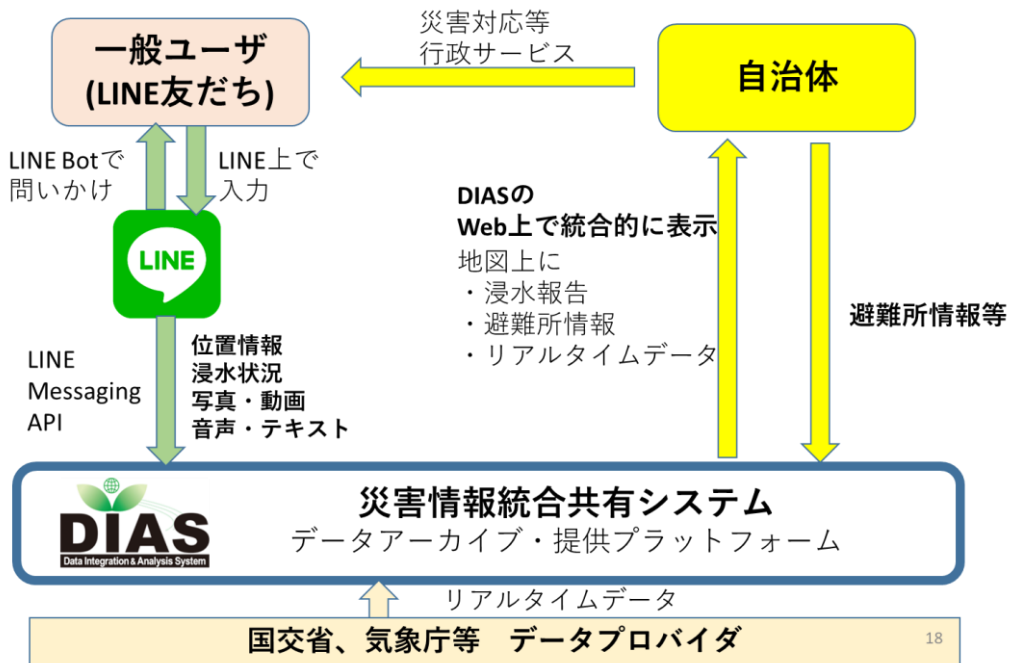 災害対応等
行政サービス
一般ユーザ
(LINE友だち)
自治体
LINE Botで
問いかけ
LINE上で
入力
LINE
DIASの
Web上で統合的に表示
地図上に
・浸水報告
・避難所情報
・リアルタイムデータ
避難所情報等
LINE
Messaging
API
位置情報
浸水状況
写真・動画
音声・テキスト
DIAS
Data Integration & Analysis System
災害情報統合共有システム
データアーカイブ・提供プラットフォーム
リアルタイムデータ
国交省、気象庁等 データプロバイダ
18